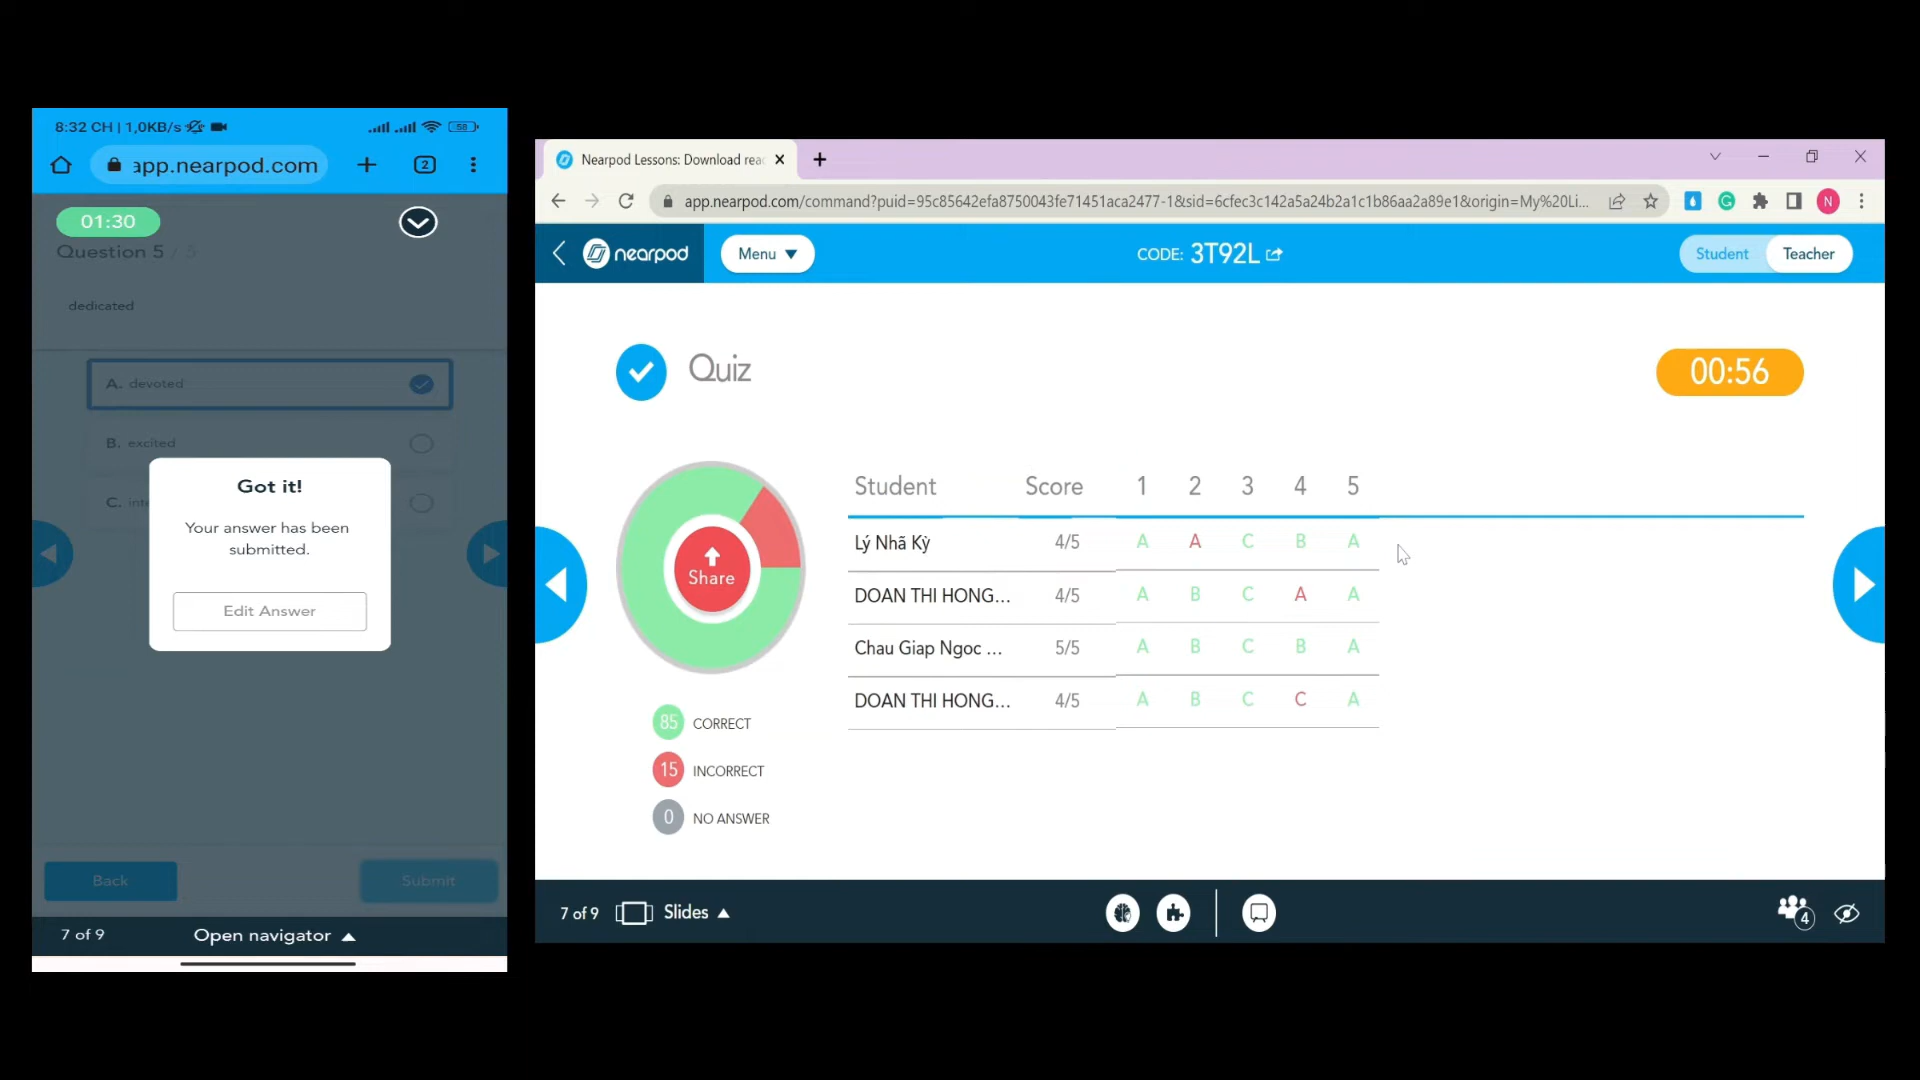 8:32 CH | 1,0KB/s
58
app.nearpod.com
2
01:30
Question 5 / 5
dedicated
A. devoted
B. excited
C. inte
Got it!
Your answer has been
submitted.
Edit Answer
Back
Submit
7 of 9
Open navigator
Nearpod Lessons: Download rea
app.nearpod.com/command?puid=95c85642efa8750043fe71451aca2477-1&sid=6cfec3c142a5a24b2a1c1b86aa2a89e1&origin=My%20Li...
N
nearpod
Menu
CODE: 3T92L
Student
Teacher
Quiz
00:56
Share
85 CORRECT
15 INCORRECT
0 NO ANSWER
Student Score 1 2 3 4 5
Lý Nhã Kỳ 4/5 A A C B A
DOAN THI HONG... 4/5 A B C A A
Chau Giap Ngoc ... 5/5 A B C B A
DOAN THI HONG... 4/5 A B C C A
7 of 9
Slides
4